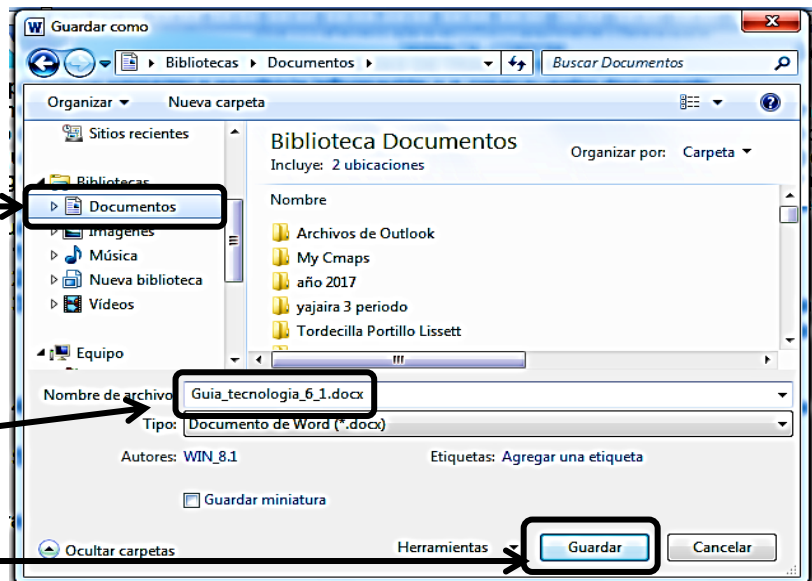 Guardar como
Bibliotecas Documentos Buscar Documentos
Organizar Nueva carpeta
Sitios recientes
Bibliotecas
Documentos
Imágenes
Música
Nueva biblioteca
Vídeos
Equipo
Biblioteca Documentos
Incluye: 2 ubicaciones
Organizar por: Carpeta
Nombre
Archivos de Outlook
My Cmaps
año 2017
yajaira 3 periodo
Tordecilla Portillo Lissett
Nombre de archivo: Guia_tecnologia_6_1.docx
Tipo: Documento de Word (*.docx)
Autores: WIN_8.1 Etiquetas: Agregar una etiqueta
Guardar miniatura
Ocultar carpetas Herramientas Guardar Cancelar